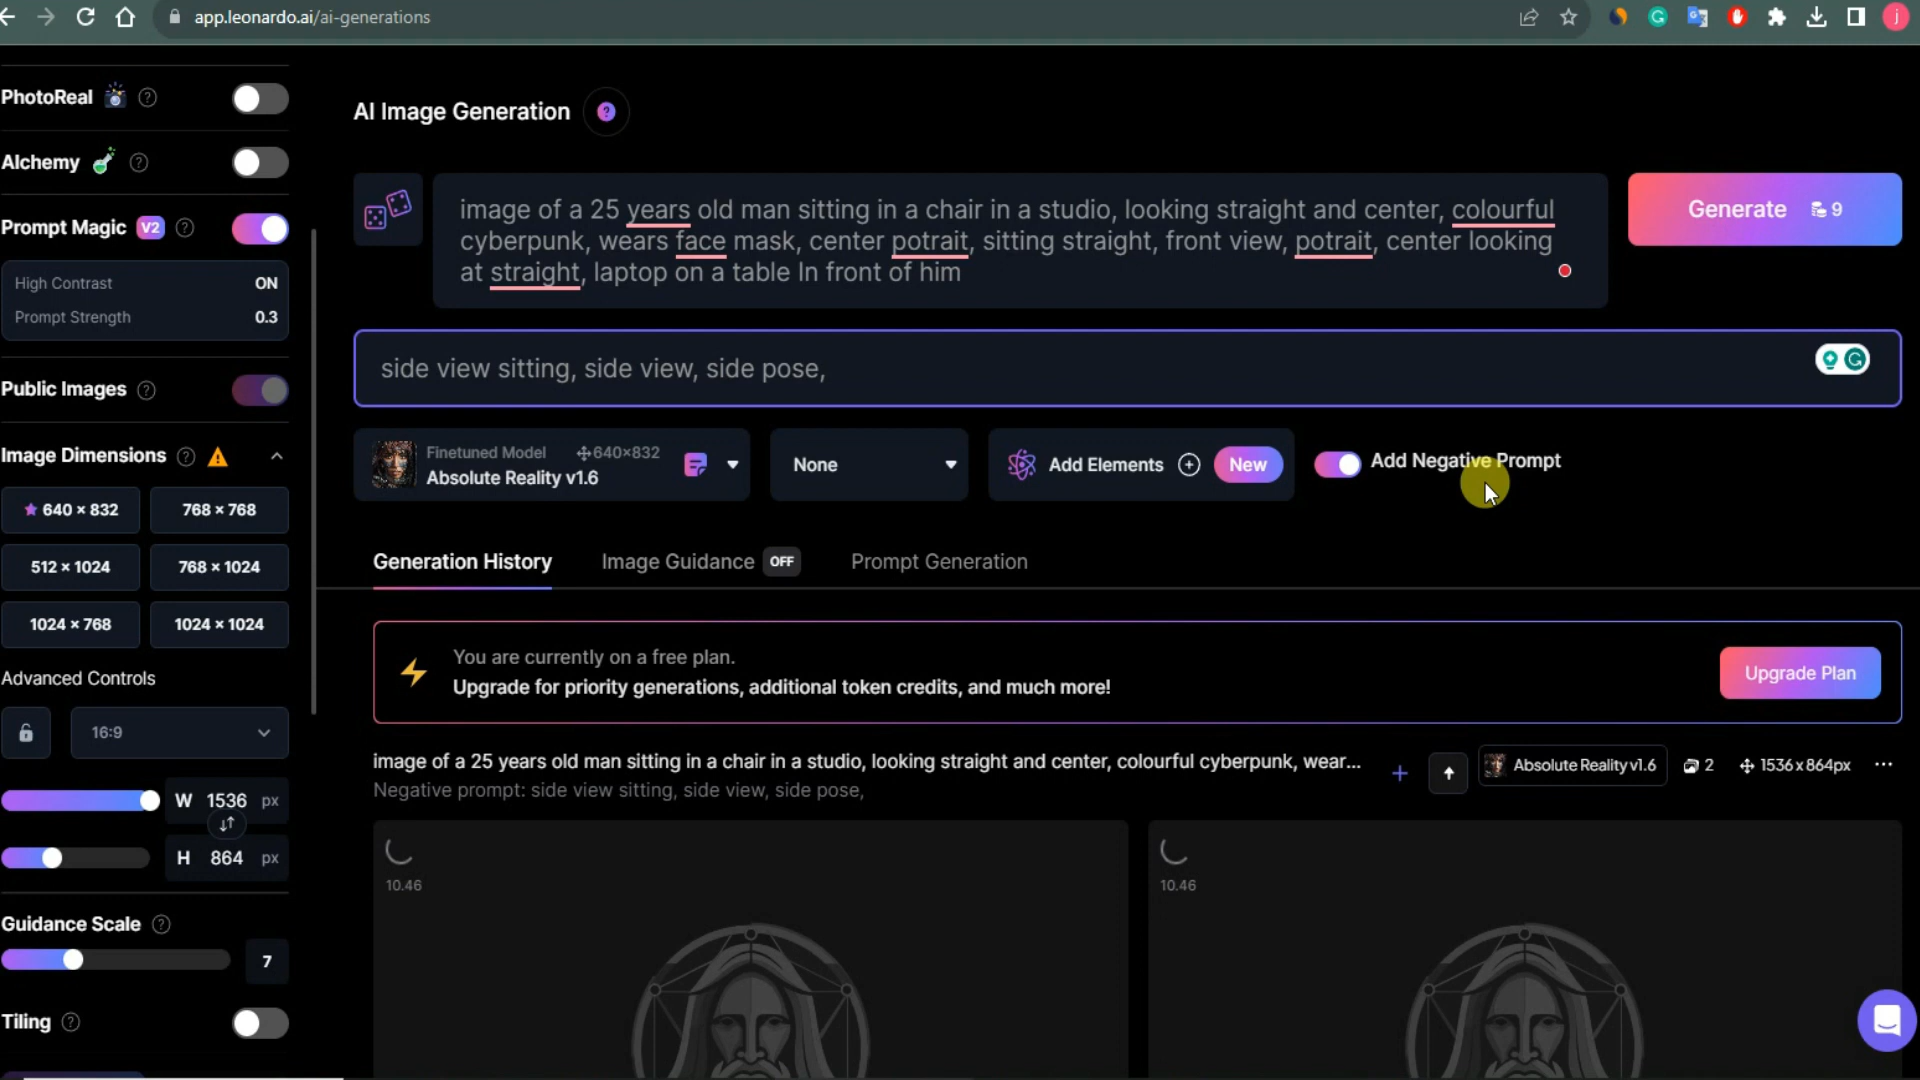 app.leonardo.ai/ai-generations
j
PhotoReal
Alchemy
Prompt Magic V2
High Contrast ON
Prompt Strength 0.3
Public Images
Image Dimensions
640 × 832
768 × 768
512 × 1024
768 × 1024
1024 × 768
1024 × 1024
Advanced Controls
16:9
W 1536 px
H 864 px
Guidance Scale
7
Tiling
AI Image Generation
image of a 25 years old man sitting in a chair in a studio, looking straight and center, colourful
cyberpunk, wears face mask, center potrait, sitting straight, front view, potrait, center looking
at straight, laptop on a table In front of him
Generate 9
side view sitting, side view, side pose,
Finetuned Model 640×832
Absolute Reality v1.6
None
Add Elements New
Add Negative Prompt
Generation History
Image Guidance OFF
Prompt Generation
You are currently on a free plan.
Upgrade for priority generations, additional token credits, and much more!
Upgrade Plan
image of a 25 years old man sitting in a chair in a studio, looking straight and center, colourful cyberpunk, wear...
Absolute Reality v1.6 2 1536x864px ...
Negative prompt: side view sitting, side view, side pose,
10.46
10.46